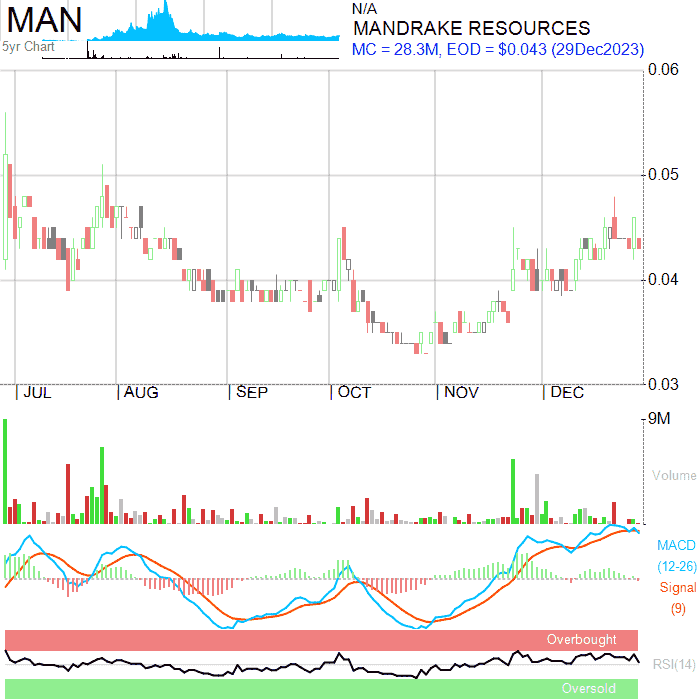 MAN
5yr Chart
N/A
MANDRAKE RESOURCES
MC = 28.3M, EOD = $0.043 (29Dec2023)
0.06
0.05
0.04
0.03
JUL AUG SEP OCT NOV DEC
9M
Volume
MACD
(12-26)
Signal
(9)
Overbought
RSI(14)
Oversold